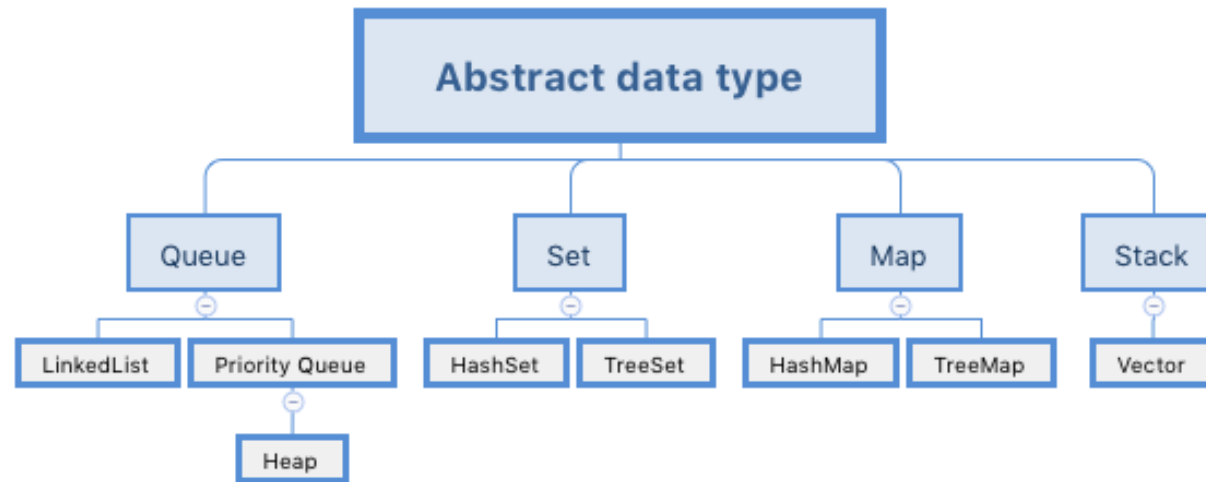 Abstract data type
Queue
Set
Map
Stack
LinkedList
Priority Queue
HashSet
TreeSet
HashMap
TreeMap
Vector
Heap